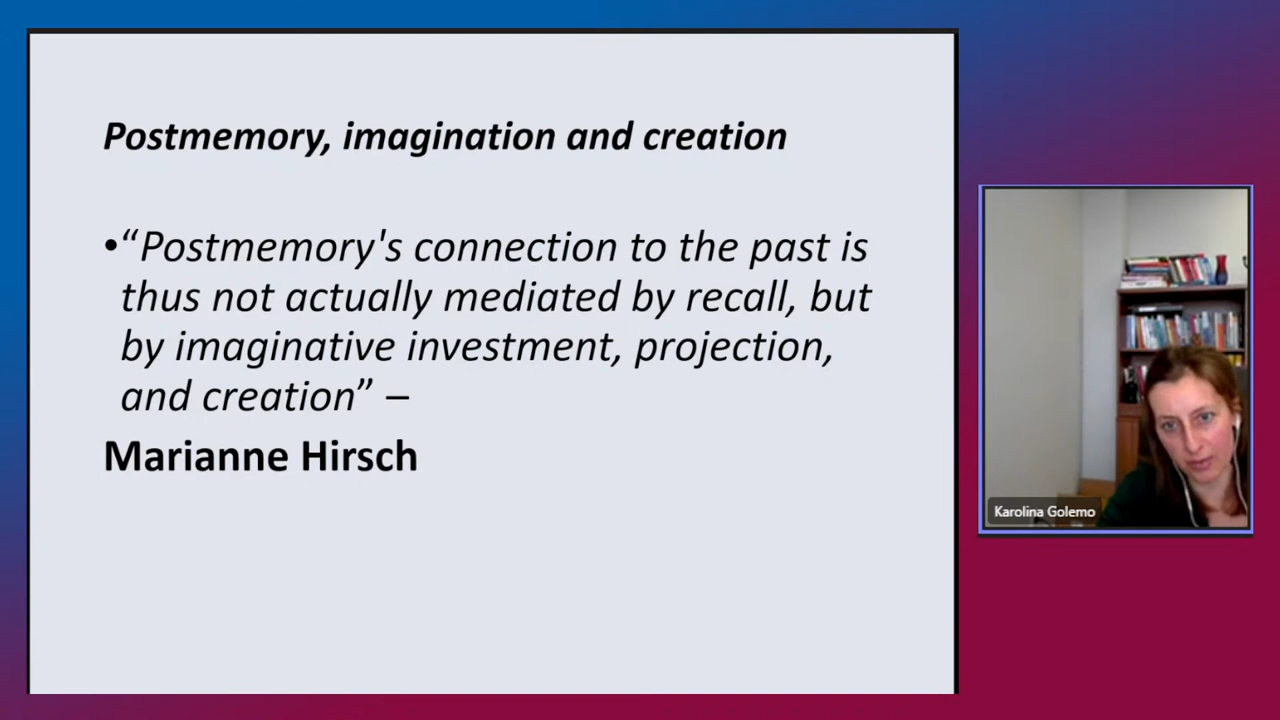 Postmemory, imagination and creation
•“Postmemory's connection to the past is
thus not actually mediated by recall, but
by imaginative investment, projection,
and creation” –
Marianne Hirsch
Karolina Golemo